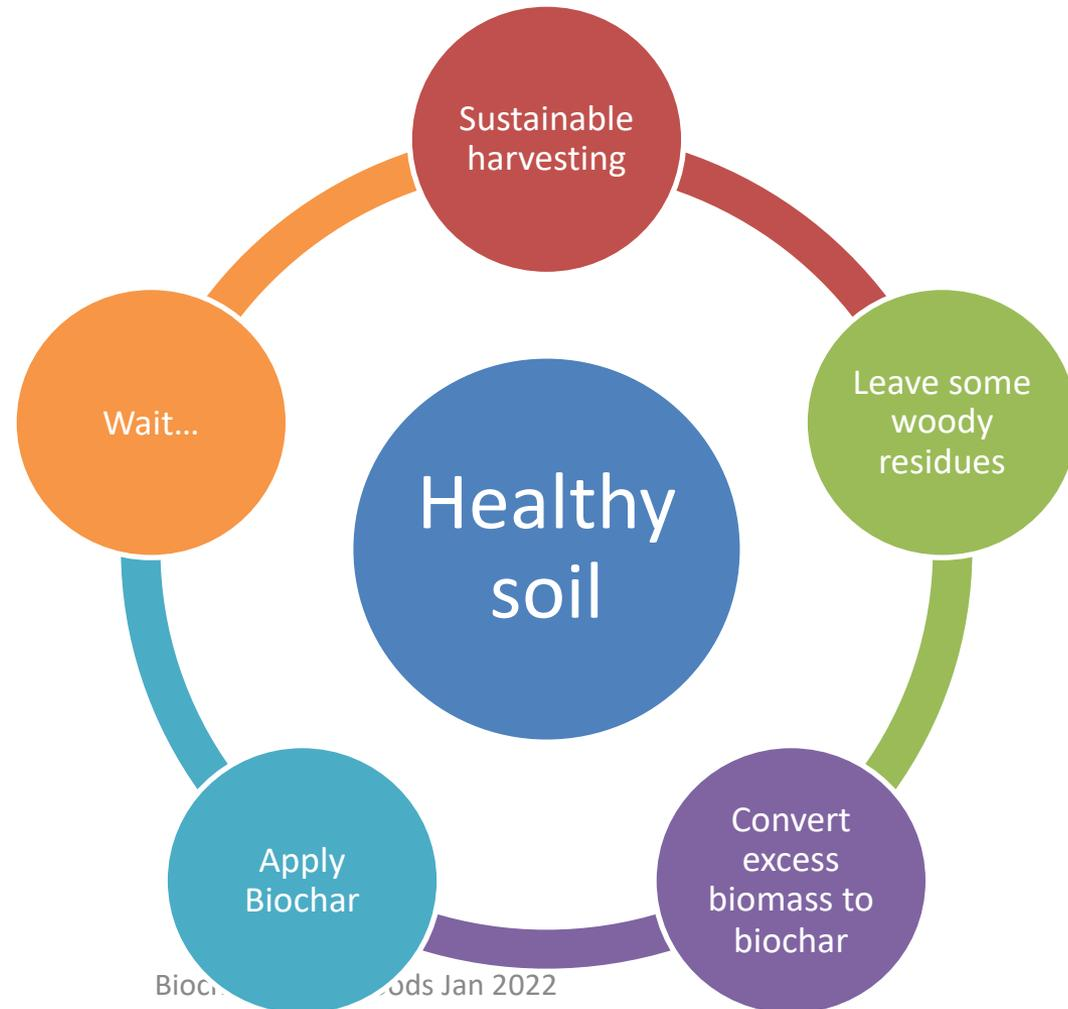 Sustainable
harvesting
Leave some
woody
residues
Wait...
Healthy
soil
Convert
excess
biomass to
biochar
Apply
Biochar
Jan 2022